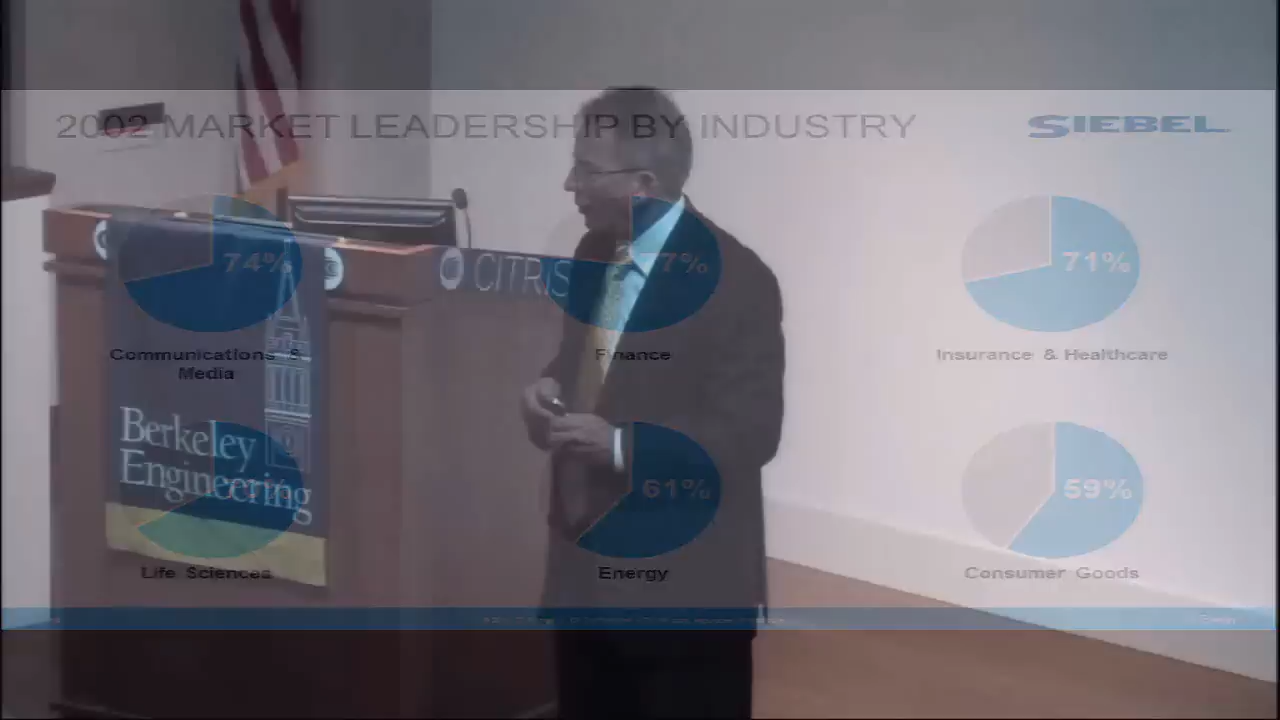 2002 MARKET LEADERSHIP BY INDUSTRY
SIEBEL
74%
77%
71%
Communications &
Media
Finance
Insurance & Healthcare
CITRIS
Berkeley
Engineering
61%
59%
Life Sciences
Energy
Consumer Goods